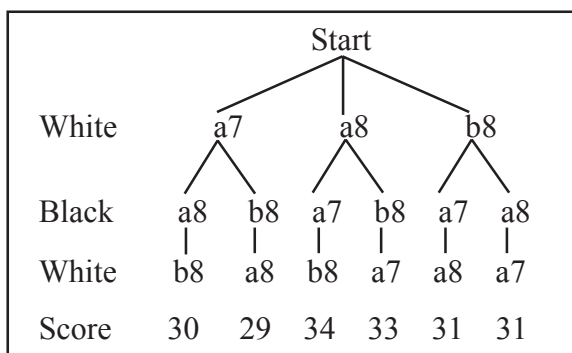 Start
White a7 a8 b8
Black a8 b8 a7 b8 a7 a8
White b8 a8 b8 a7 a8 a7
Score 30 29 34 33 31 31